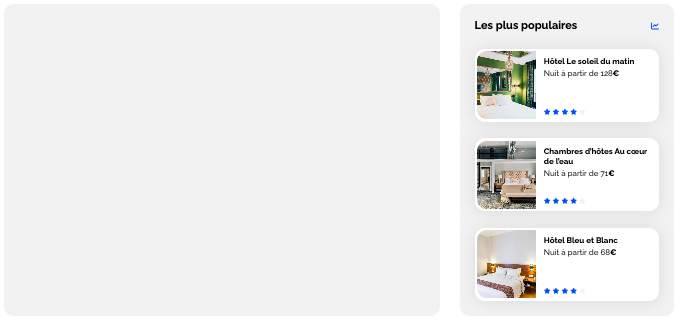 Les plus populaires
Hôtel Le soleil du matin
Nuit à partir de 128€
Chambres d'hôtes Au cœur
de l'eau
Nuit à partir de 71€
Hôtel Bleu et Blanc
Nuit à partir de 68€